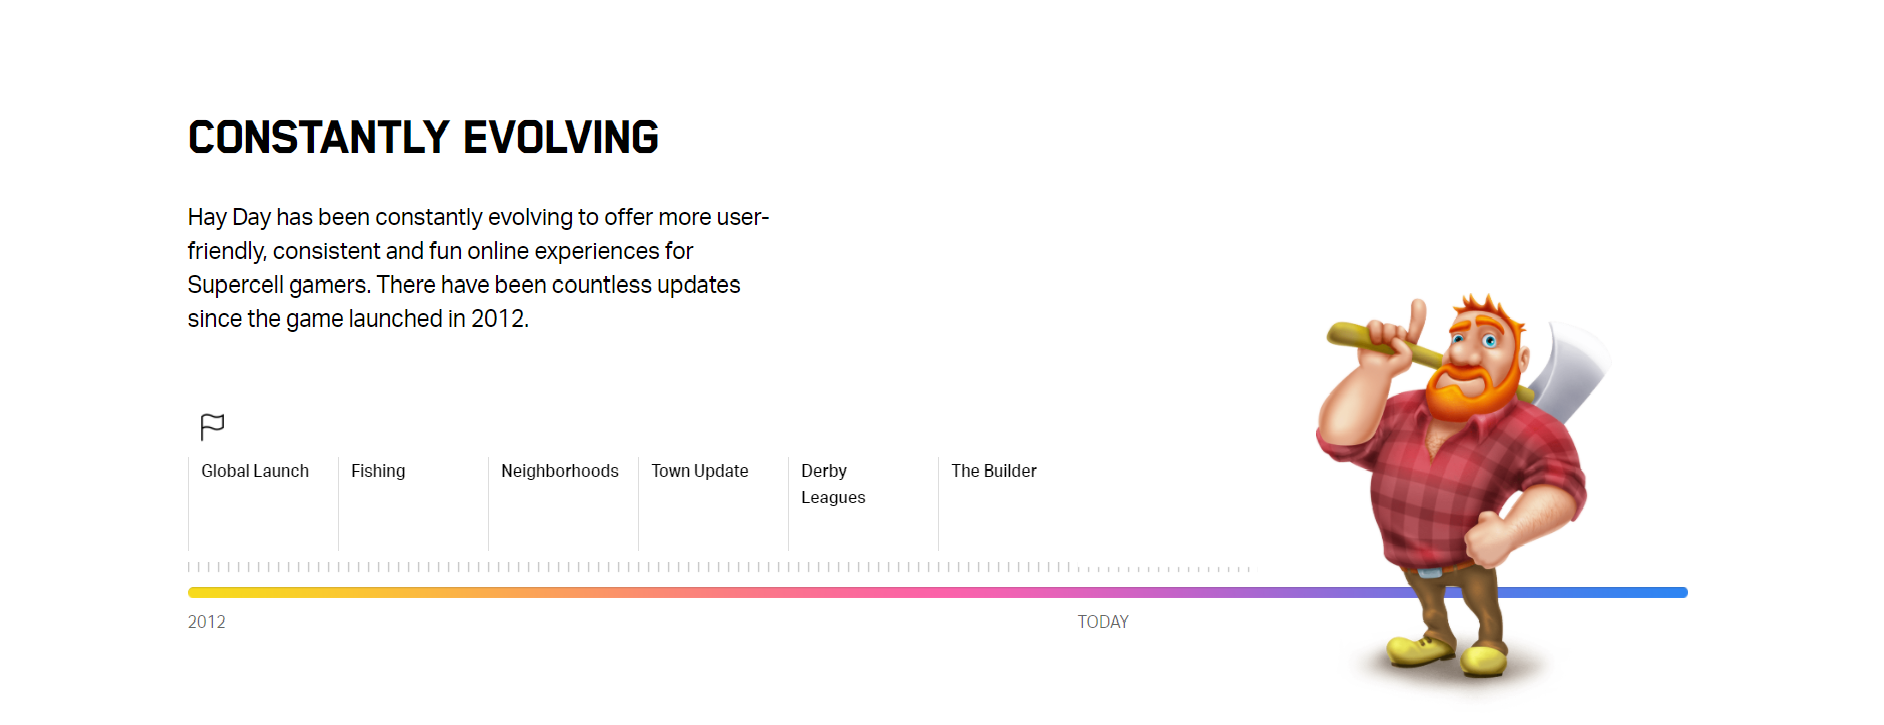 CONSTANTLY EVOLVING
Hay Day has been constantly evolving to offer more user-
friendly, consistent and fun online experiences for
Supercell gamers. There have been countless updates
since the game launched in 2012.
Global Launch
Fishing
Neighborhoods
Town Update
Derby
Leagues
The Builder
2012
TODAY